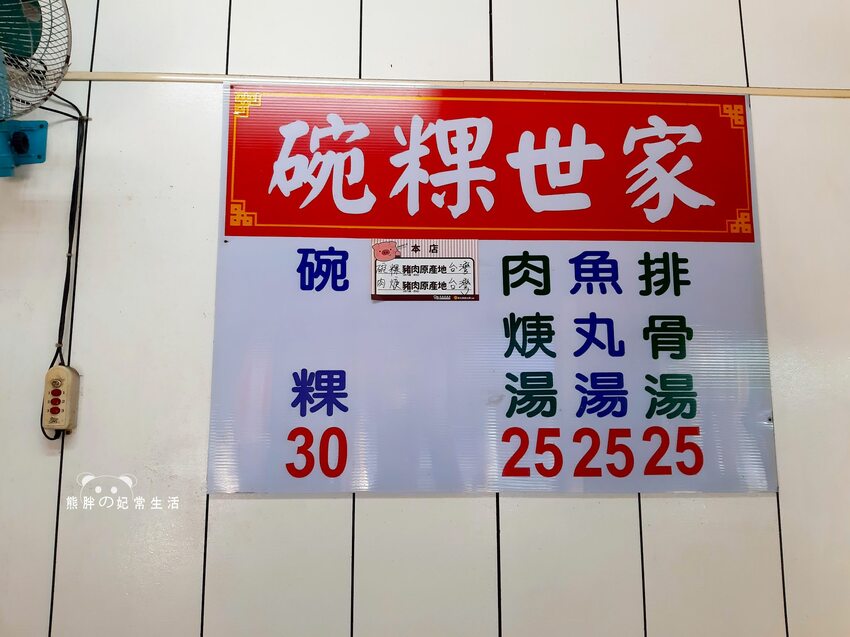 碗粿世家
本店
碗粿 豬肉原產地 台灣
肉焿 豬肉原產地 台灣
排骨湯 25
魚丸湯 25
肉焿湯 25
碗粿 30
熊胖の妃常生活